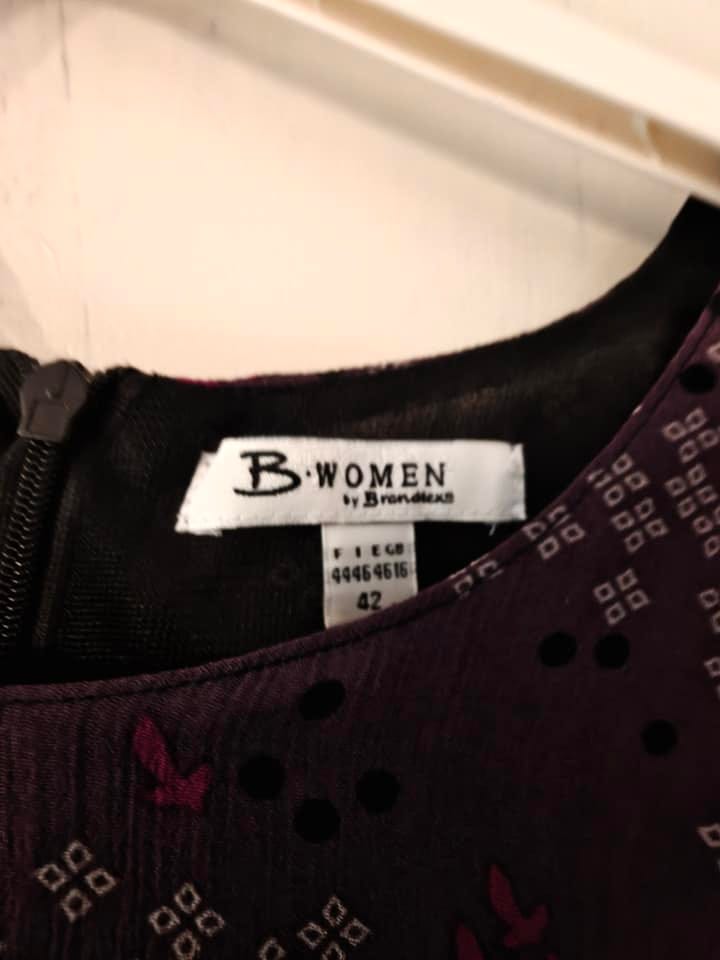 B·WOMEN
by Brandtex®
F I E GB
44 46 46 16
42